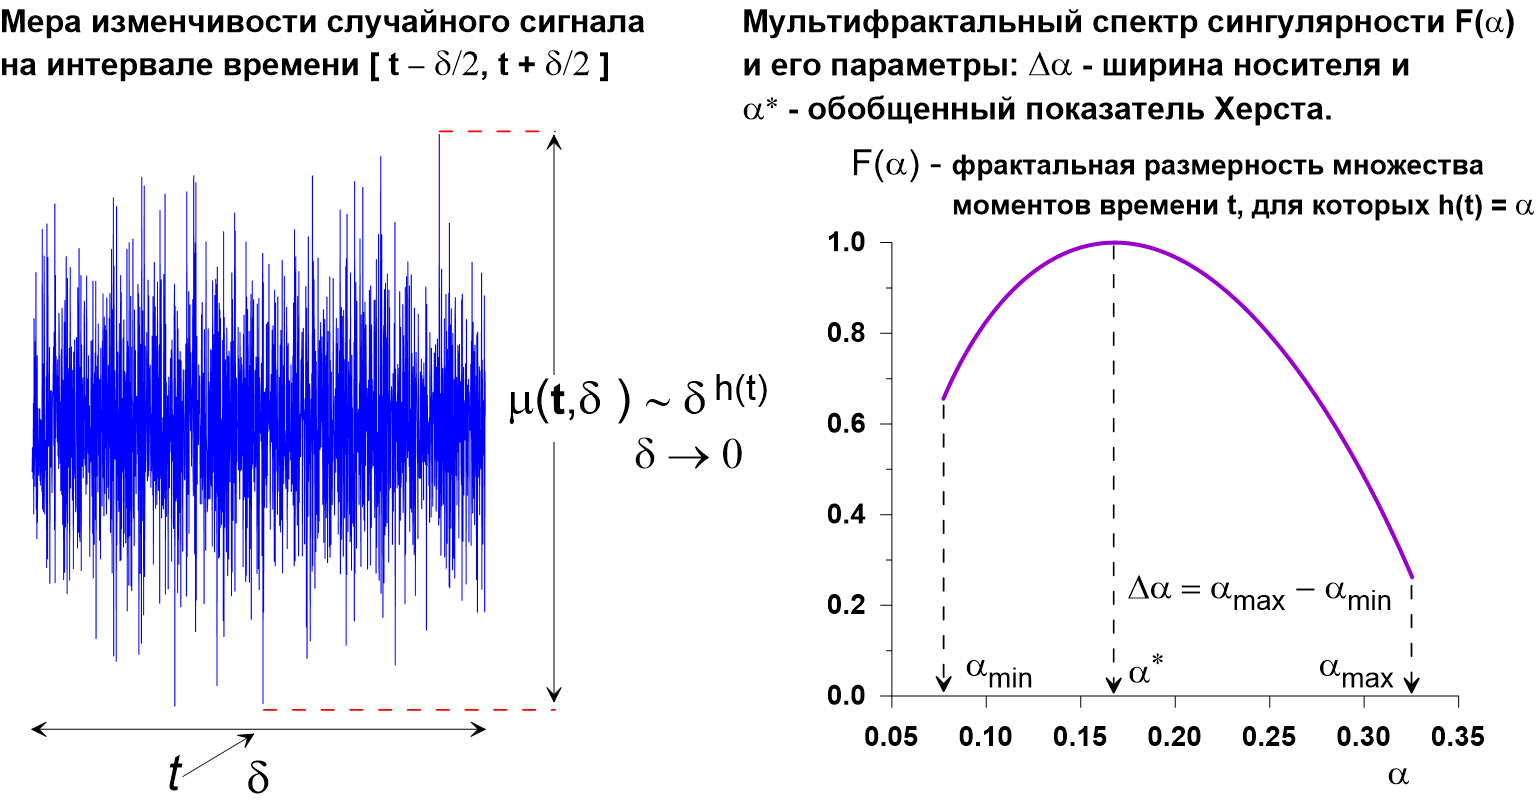 Мера изменчивости случайного сигнала
на интервале времени [ t – δ/2, t + δ/2 ]
μ(t,δ ) ~ δ h(t)
δ → 0
t
δ
Мультифрактальный спектр сингулярности F(α)
и его параметры: Δα - ширина носителя и
α* - обобщенный показатель Херста.
F(α) - фрактальная размерность множества
моментов времени t, для которых h(t) = α
1.0
0.8
0.6
0.4
0.2
0.0
Δα = αmax – αmin
αmin
α*
αmax
0.05 0.10 0.15 0.20 0.25 0.30 0.35
α